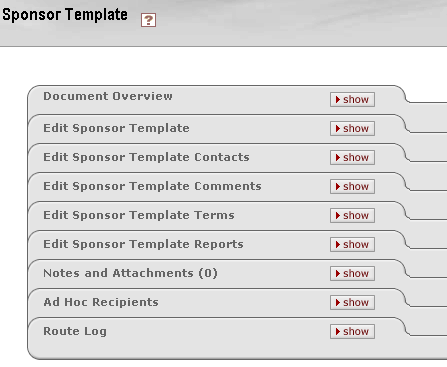 Sponsor Template ?
Document Overview show
Edit Sponsor Template show
Edit Sponsor Template Contacts show
Edit Sponsor Template Comments show
Edit Sponsor Template Terms show
Edit Sponsor Template Reports show
Notes and Attachments (0) show
Ad Hoc Recipients show
Route Log show